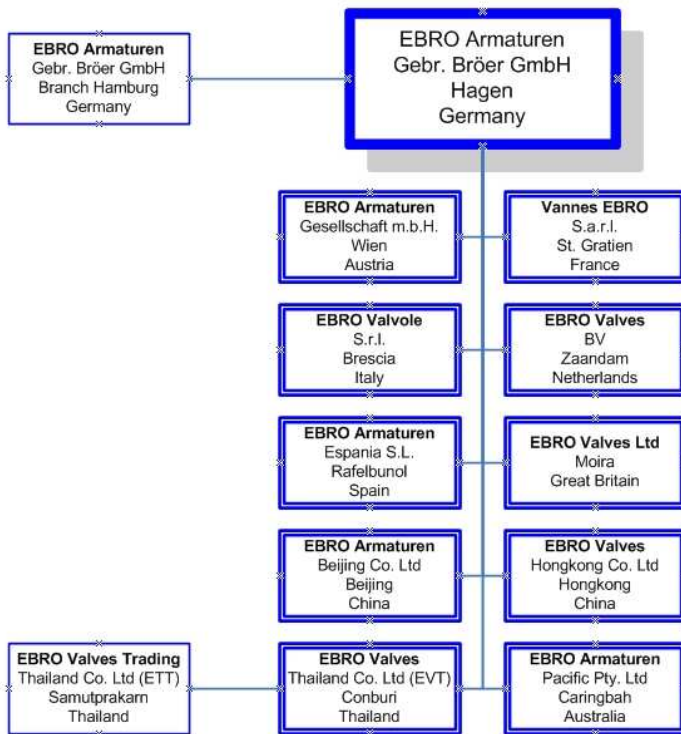 EBRO Armaturen
Gebr. Bröer GmbH
Branch Hamburg
Germany
EBRO Armaturen
Gebr. Bröer GmbH
Hagen
Germany
EBRO Armaturen
Gesellschaft m.b.H.
Wien
Austria
Vannes EBRO
S.a.r.l.
St. Gratien
France
EBRO Valvole
S.r.l.
Brescia
Italy
EBRO Valves
BV
Zaandam
Netherlands
EBRO Armaturen
Espania S.L.
Rafelbunol
Spain
EBRO Valves Ltd
Moira
Great Britain
EBRO Armaturen
Beijing Co. Ltd
Beijing
China
EBRO Valves
Hongkong Co. Ltd
Hongkong
China
EBRO Valves Trading
Thailand Co. Ltd (ETT)
Samutprakarn
Thailand
EBRO Valves
Thailand Co. Ltd (EVT)
Conburi
Thailand
EBRO Armaturen
Pacific Pty. Ltd
Caringbah
Australia